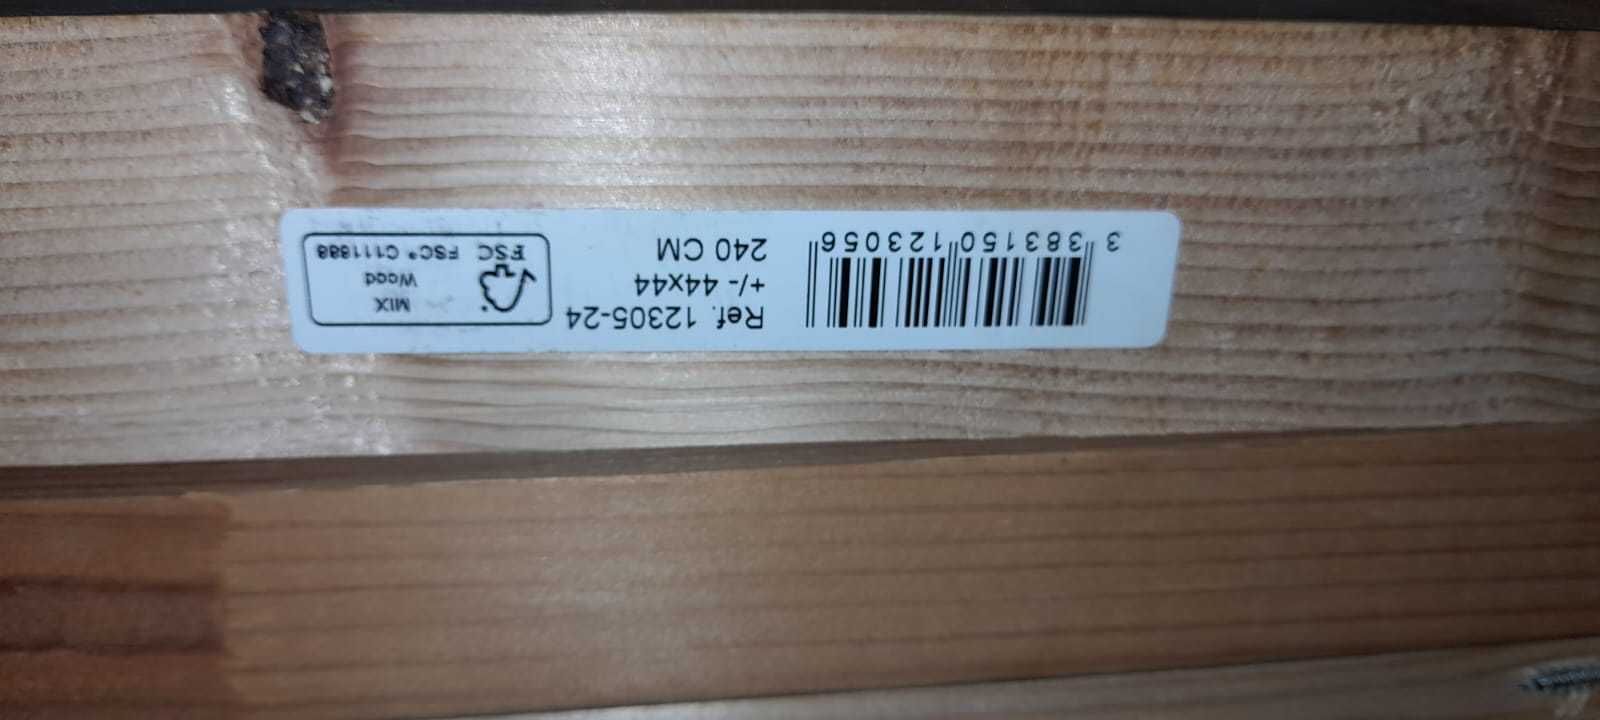 3 383150 123056
Ref. 12305-24
+/- 44x44
240 CM
MIX
Wood
FSC FSC® C111888